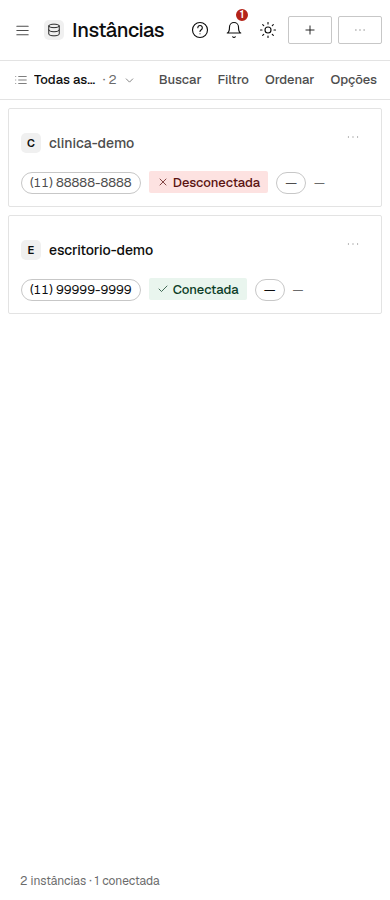 Instâncias
1
Todas as... · 2 Buscar Filtro Ordenar Opções
C clinica-demo
(11) 88888-8888 Desconectada — —
E escritorio-demo
(11) 99999-9999 Conectada — —
2 instâncias · 1 conectada